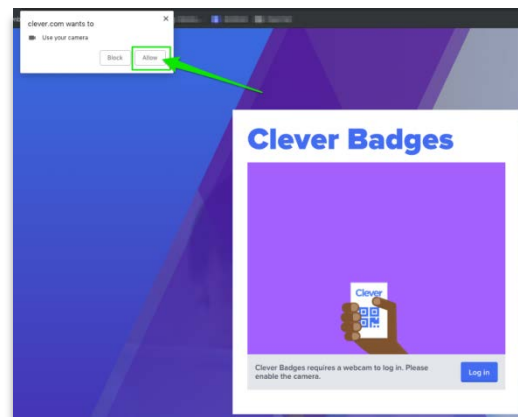 clever.com wants to
Use your camera
Block
Allow
Clever Badges
Clever
Clever Badges requires a webcam to log in. Please
enable the camera.
Log in